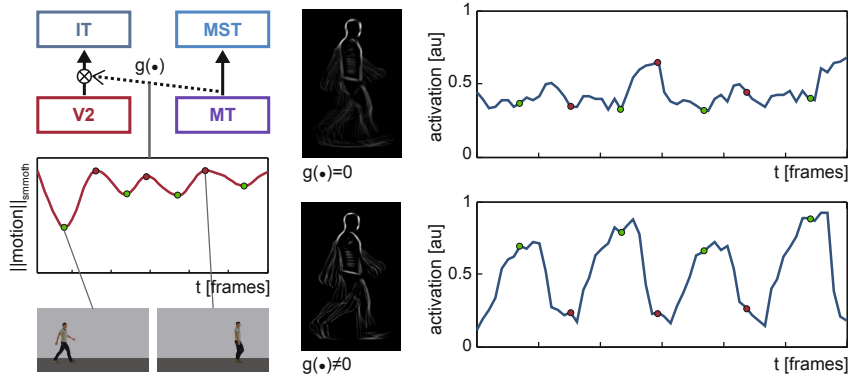 IT
MST
g(•)
V2
MT
||motion||smmoth
t [frames]
g(•)=0
g(•)≠0
activation [au]
1
0.5
0
t [frames]
activation [au]
1
0.5
0
t [frames]